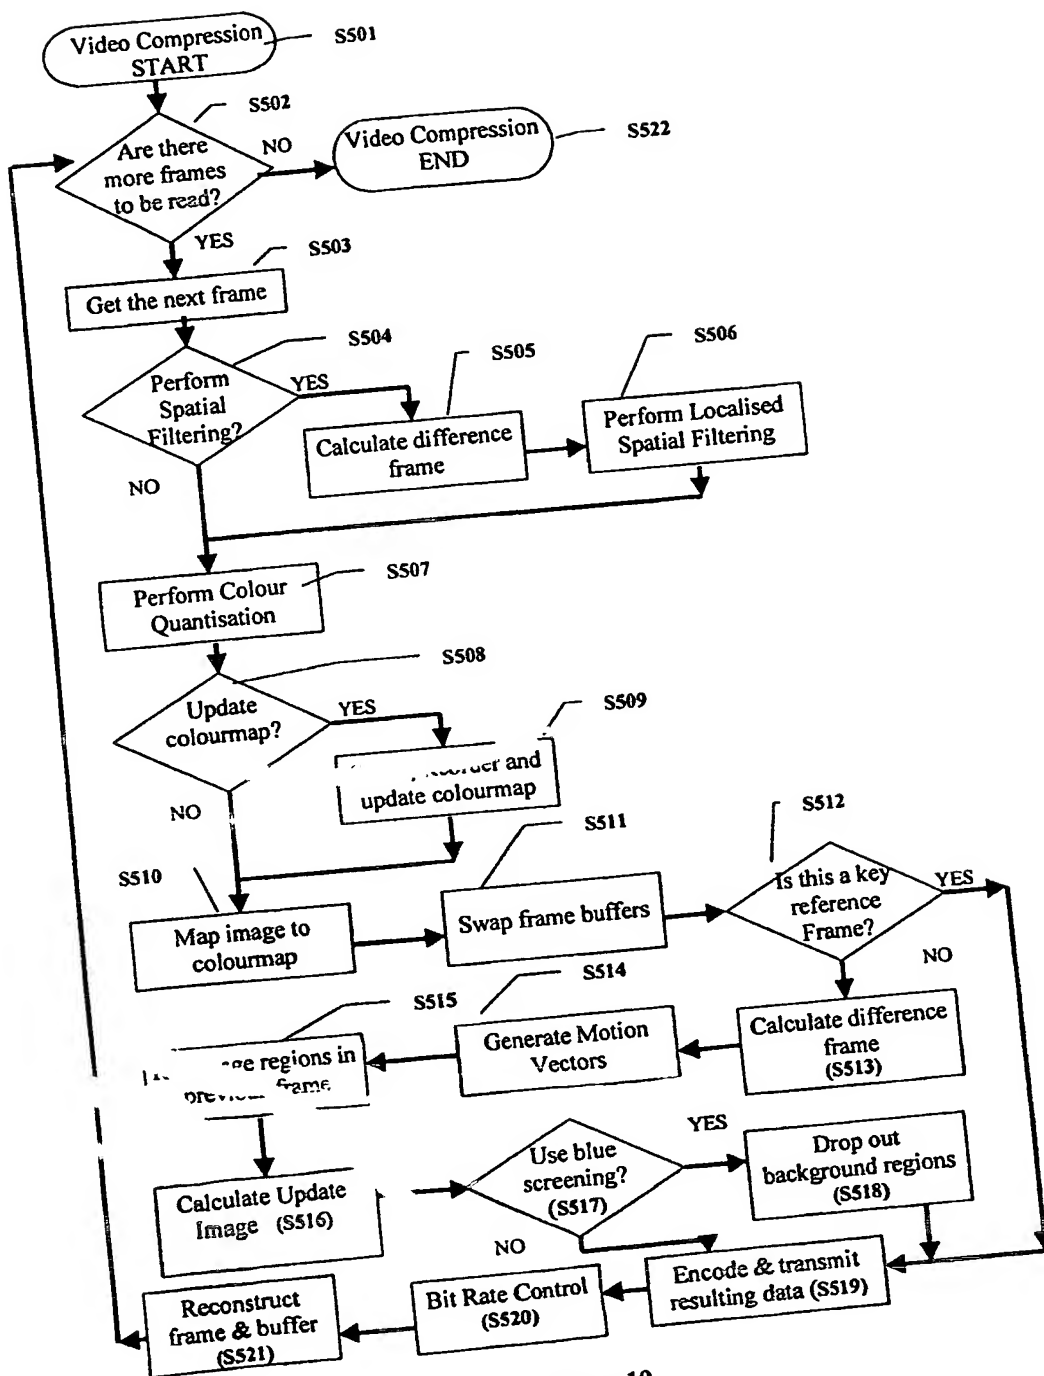 Video Compression
START
S501
S502
Are there
more frames
to be read?
NO
Video Compression
END
S522
YES
S503
Get the next frame
S504
Perform
Spatial
Filtering?
YES
S505
Calculate difference
frame
S506
Perform Localised
Spatial Filtering
NO
S507
Perform Colour
Quantisation
S508
Update
colourmap?
YES
S509
and
update colourmap
NO
S510
Map image to
colourmap
S511
Swap frame buffers
S512
Is this a key
reference
Frame?
YES
NO
Calculate difference
frame
(S513)
S514
Generate Motion
Vectors
S515
regions in
frame
Calculate Update
Image (S516)
Use blue
screening?
(S517)
YES
Drop out
background regions
(S518)
NO
Encode & transmit
resulting data (S519)
Bit Rate Control
(S520)
Reconstruct
frame & buffer
(S521)